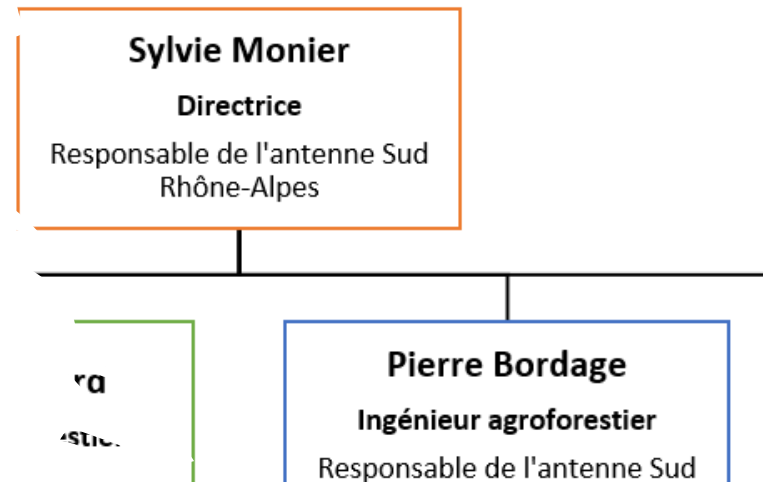 Sylvie Monier
Directrice
Responsable de l'antenne Sud
Rhône-Alpes
Pierre Bordage
Ingénieur agroforestier
Responsable de l'antenne Sud